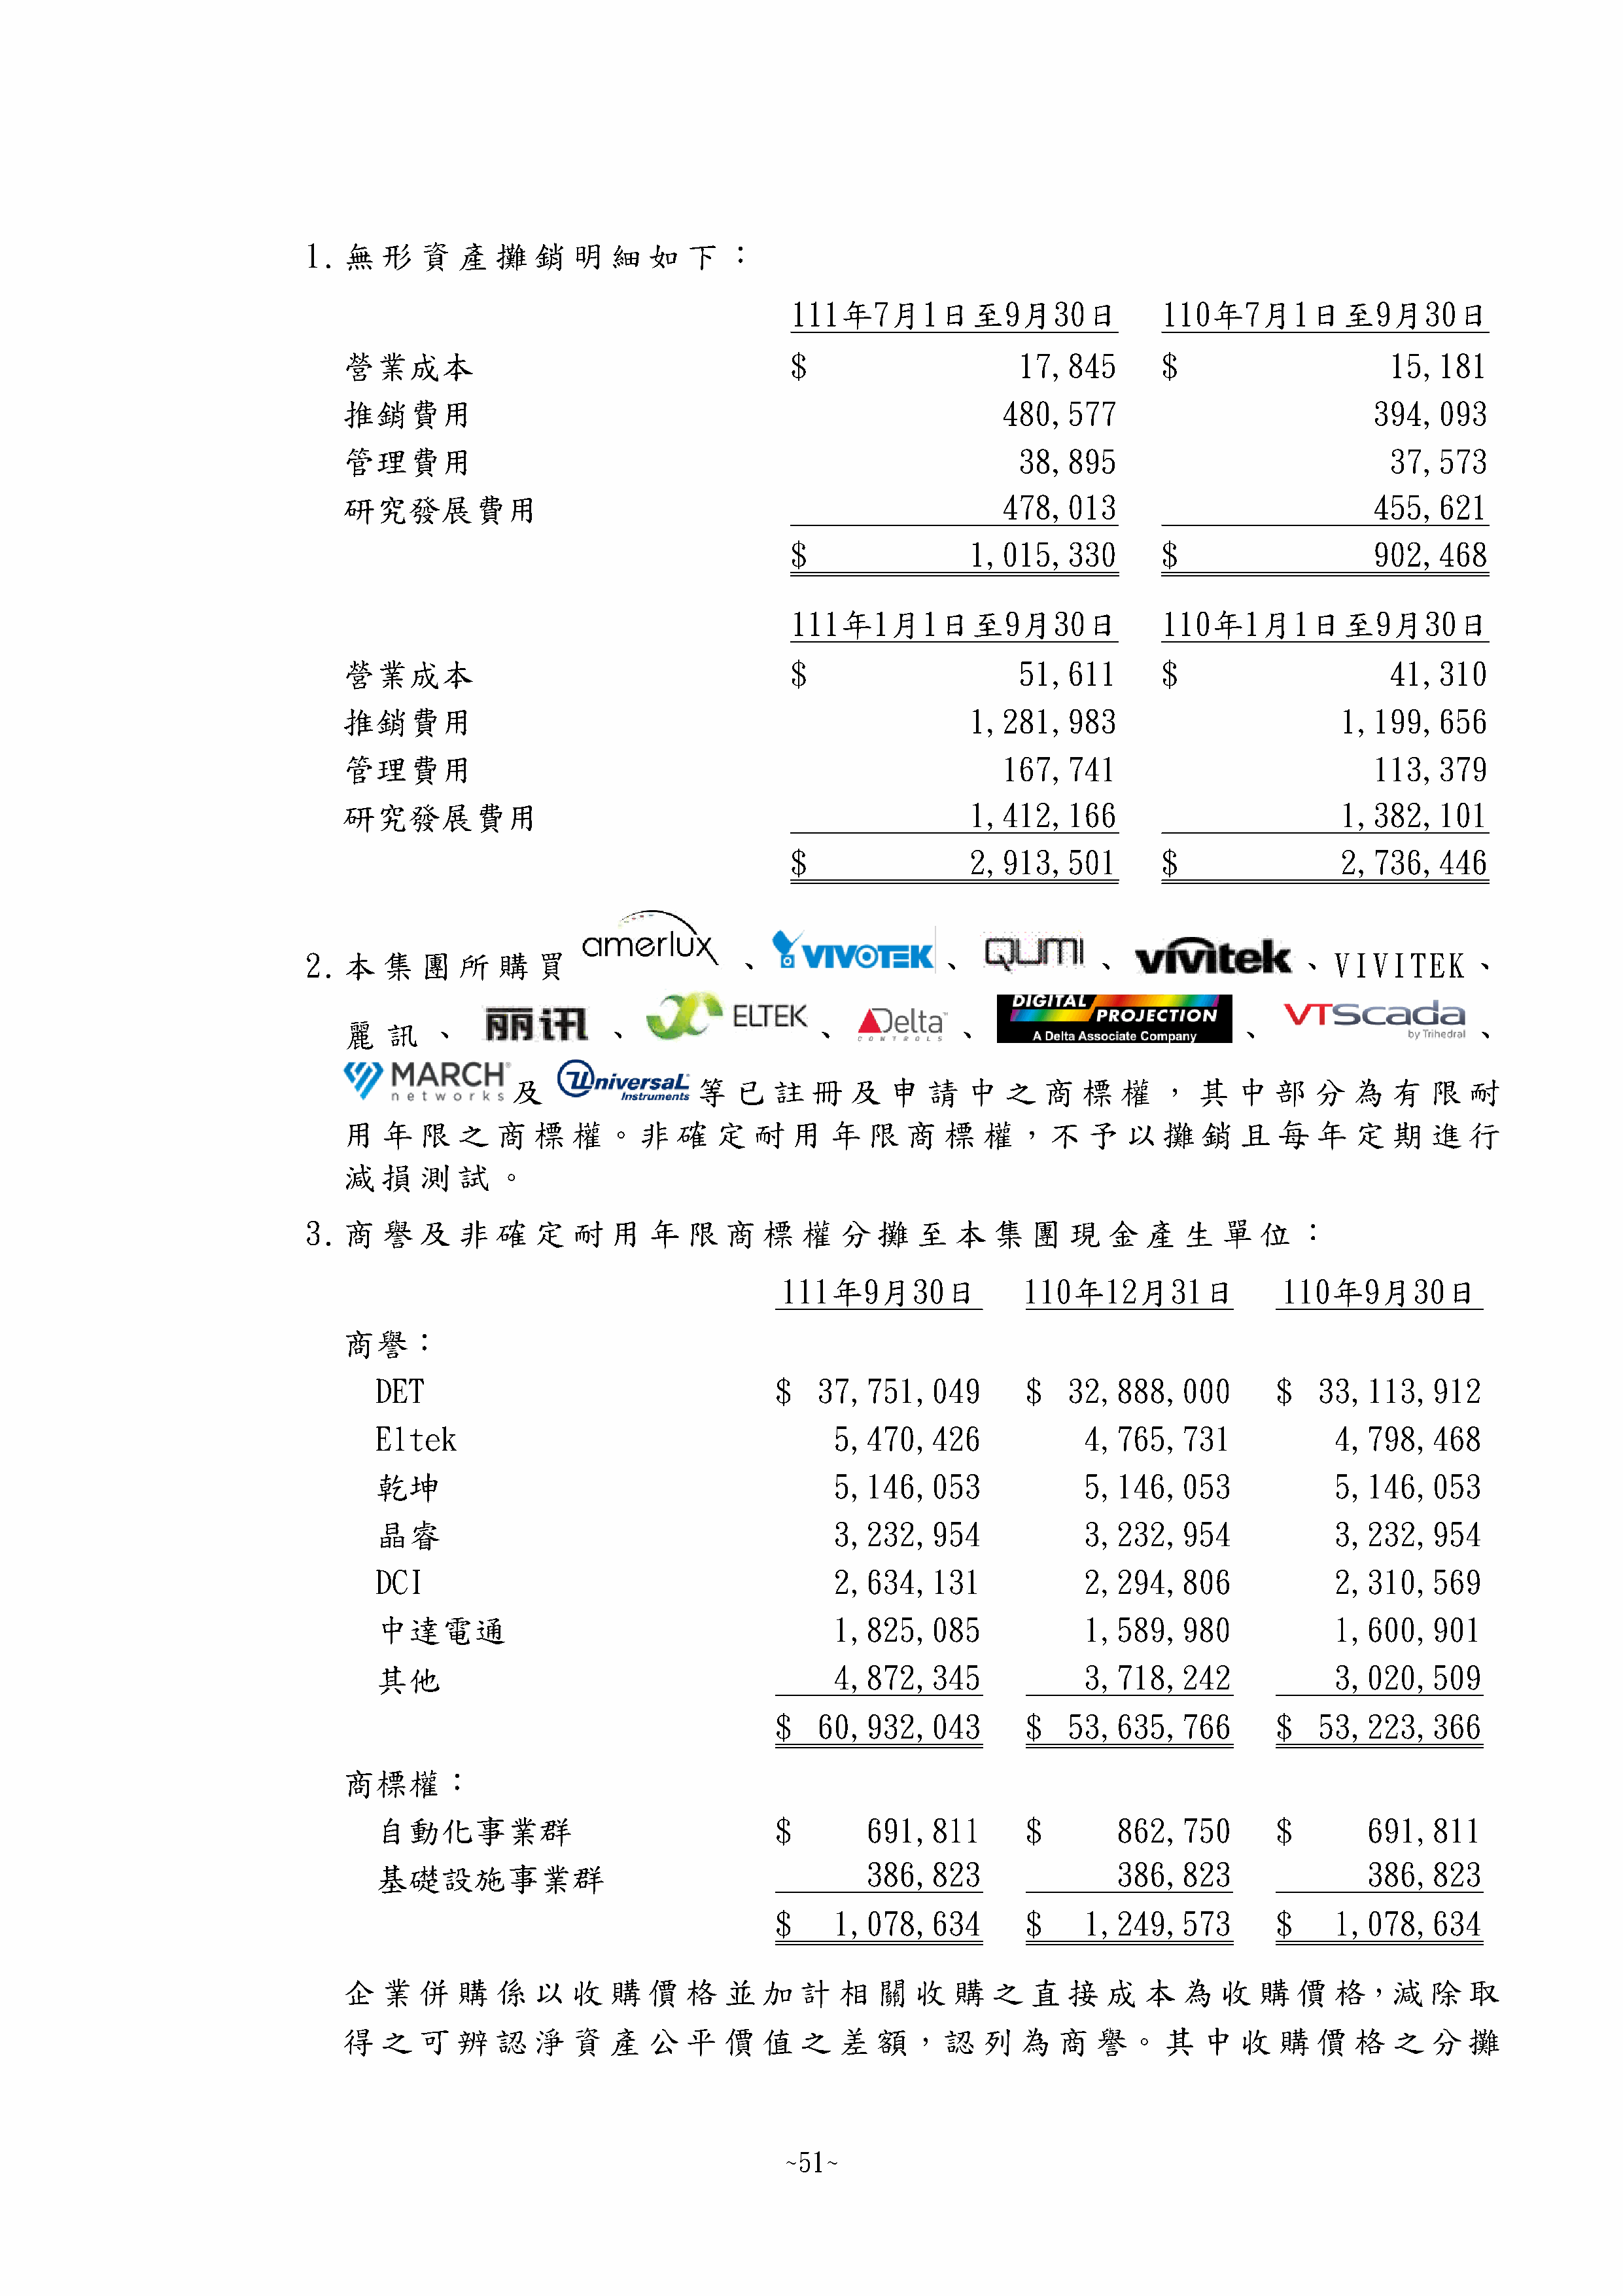 1.無形資產攤銷明細如下：
111年7月1日至9月30日 110年7月1日至9月30日
營業成本 $ 17,845 $ 15,181
推銷費用 480,577 394,093
管理費用 38,895 37,573
研究發展費用 478,013 455,621
$ 1,015,330 $ 902,468
111年1月1日至9月30日 110年1月1日至9月30日
營業成本 $ 51,611 $ 41,310
推銷費用 1,281,983 1,199,656
管理費用 167,741 113,379
研究發展費用 1,412,166 1,382,101
$ 2,913,501 $ 2,736,446
2.本集團所購買 amerlux、VIVOTEK、QUMI、vivitek、VIVITEK、
麗訊、丽讯、ELTEK、Delta CONTROLS、DIGITAL PROJECTION A Delta Associate Company、VTScada by Trihedral、
MARCH networks 及 Universal Instruments 等已註冊及申請中之商標權，其中部分為有限耐
用年限之商標權。非確定耐用年限商標權，不予以攤銷且每年定期進行
減損測試。
3.商譽及非確定耐用年限商標權分攤至本集團現金產生單位：
111年9月30日 110年12月31日 110年9月30日
商譽：
DET $ 37,751,049 $ 32,888,000 $ 33,113,912
Eltek 5,470,426 4,765,731 4,798,468
乾坤 5,146,053 5,146,053 5,146,053
晶睿 3,232,954 3,232,954 3,232,954
DCI 2,634,131 2,294,806 2,310,569
中達電通 1,825,085 1,589,980 1,600,901
其他 4,872,345 3,718,242 3,020,509
$ 60,932,043 $ 53,635,766 $ 53,223,366
商標權：
自動化事業群 $ 691,811 $ 862,750 $ 691,811
基礎設施事業群 386,823 386,823 386,823
$ 1,078,634 $ 1,249,573 $ 1,078,634
企業併購係以收購價格並加計相關收購之直接成本為收購價格，減除取
得之可辨認淨資產公平價值之差額，認列為商譽。其中收購價格之分攤
~51~